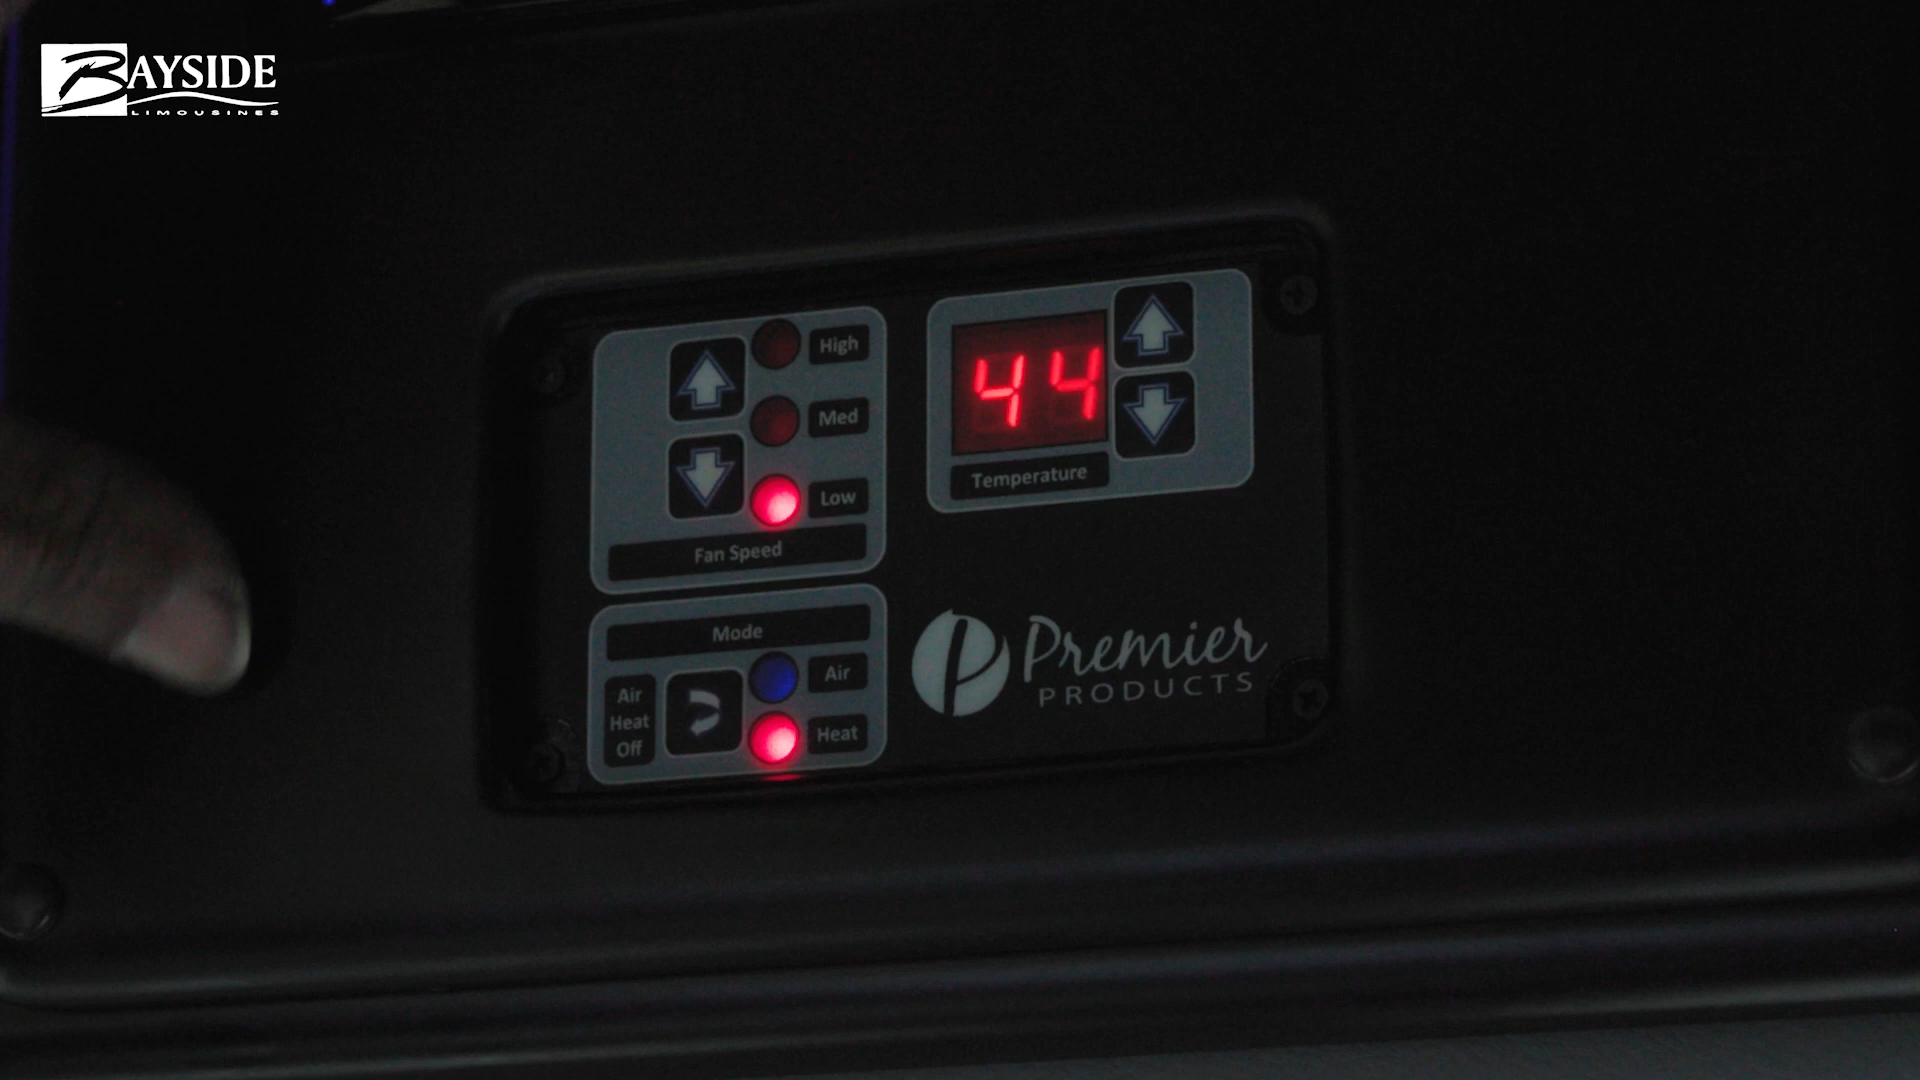 BAYSIDE
LIMOUSINES
High
Med
Low
Fan Speed
44
Temperature
Mode
Air
Heat
Off
Air
Heat
Premier
PRODUCTS